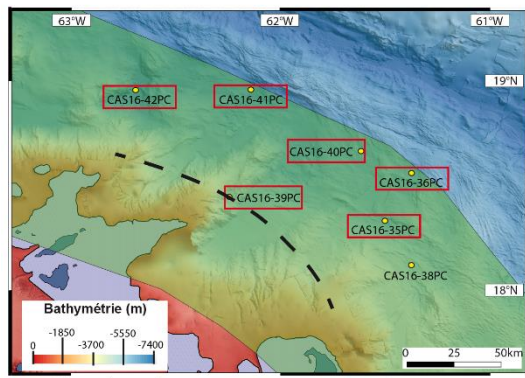 63°W 62°W 61°W
19°N
CAS16-42PC CAS16-41PC
CAS16-40PC
CAS16-36PC
CAS16-39PC
CAS16-35PC
CAS16-38PC
18°N
Bathymétrie (m)
0 -1850 -3700 -5550 -7400
0 25 50km